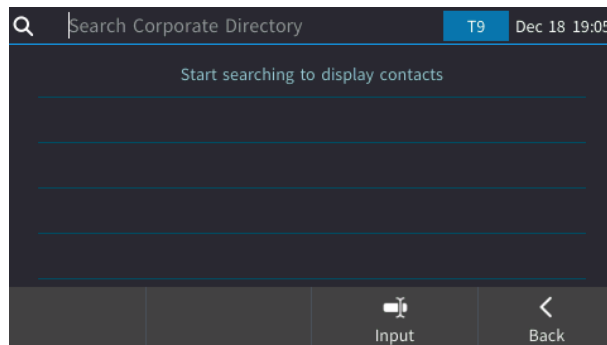 Search Corporate Directory T9 Dec 18 19:05
Start searching to display contacts
Input Back